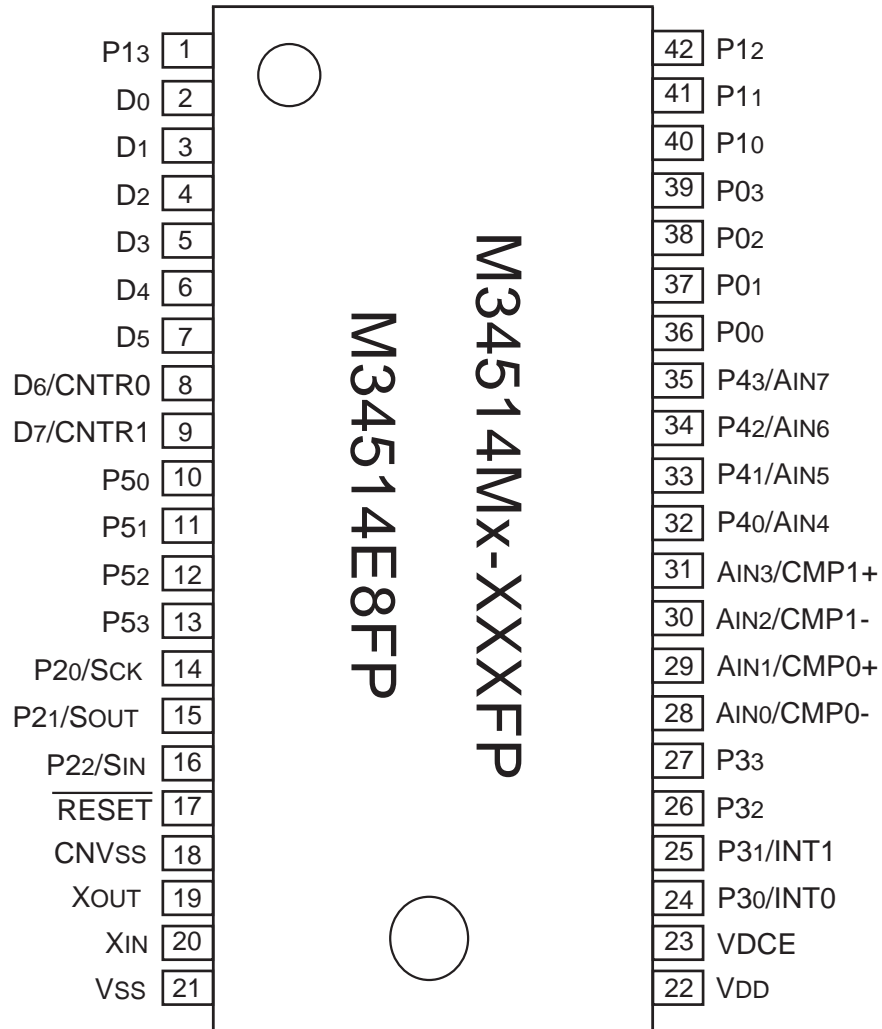 P13 1 42 P12
D0 2 41 P11
D1 3 40 P10
D2 4 39 P03
D3 5 38 P02
D4 6 37 P01
D5 7 36 P00
D6/CNTR0 8 35 P43/AIN7
D7/CNTR1 9 34 P42/AIN6
P50 10 33 P41/AIN5
P51 11 32 P40/AIN4
P52 12 31 AIN3/CMP1+
P53 13 30 AIN2/CMP1-
P20/SCK 14 29 AIN1/CMP0+
P21/SOUT 15 28 AIN0/CMP0-
P22/SIN 16 27 P33
RESET 17 26 P32
CNVSS 18 25 P31/INT1
XOUT 19 24 P30/INT0
XIN 20 23 VDCE
VSS 21 22 VDD
M34514Mx-XXXFP
M34514E8FP